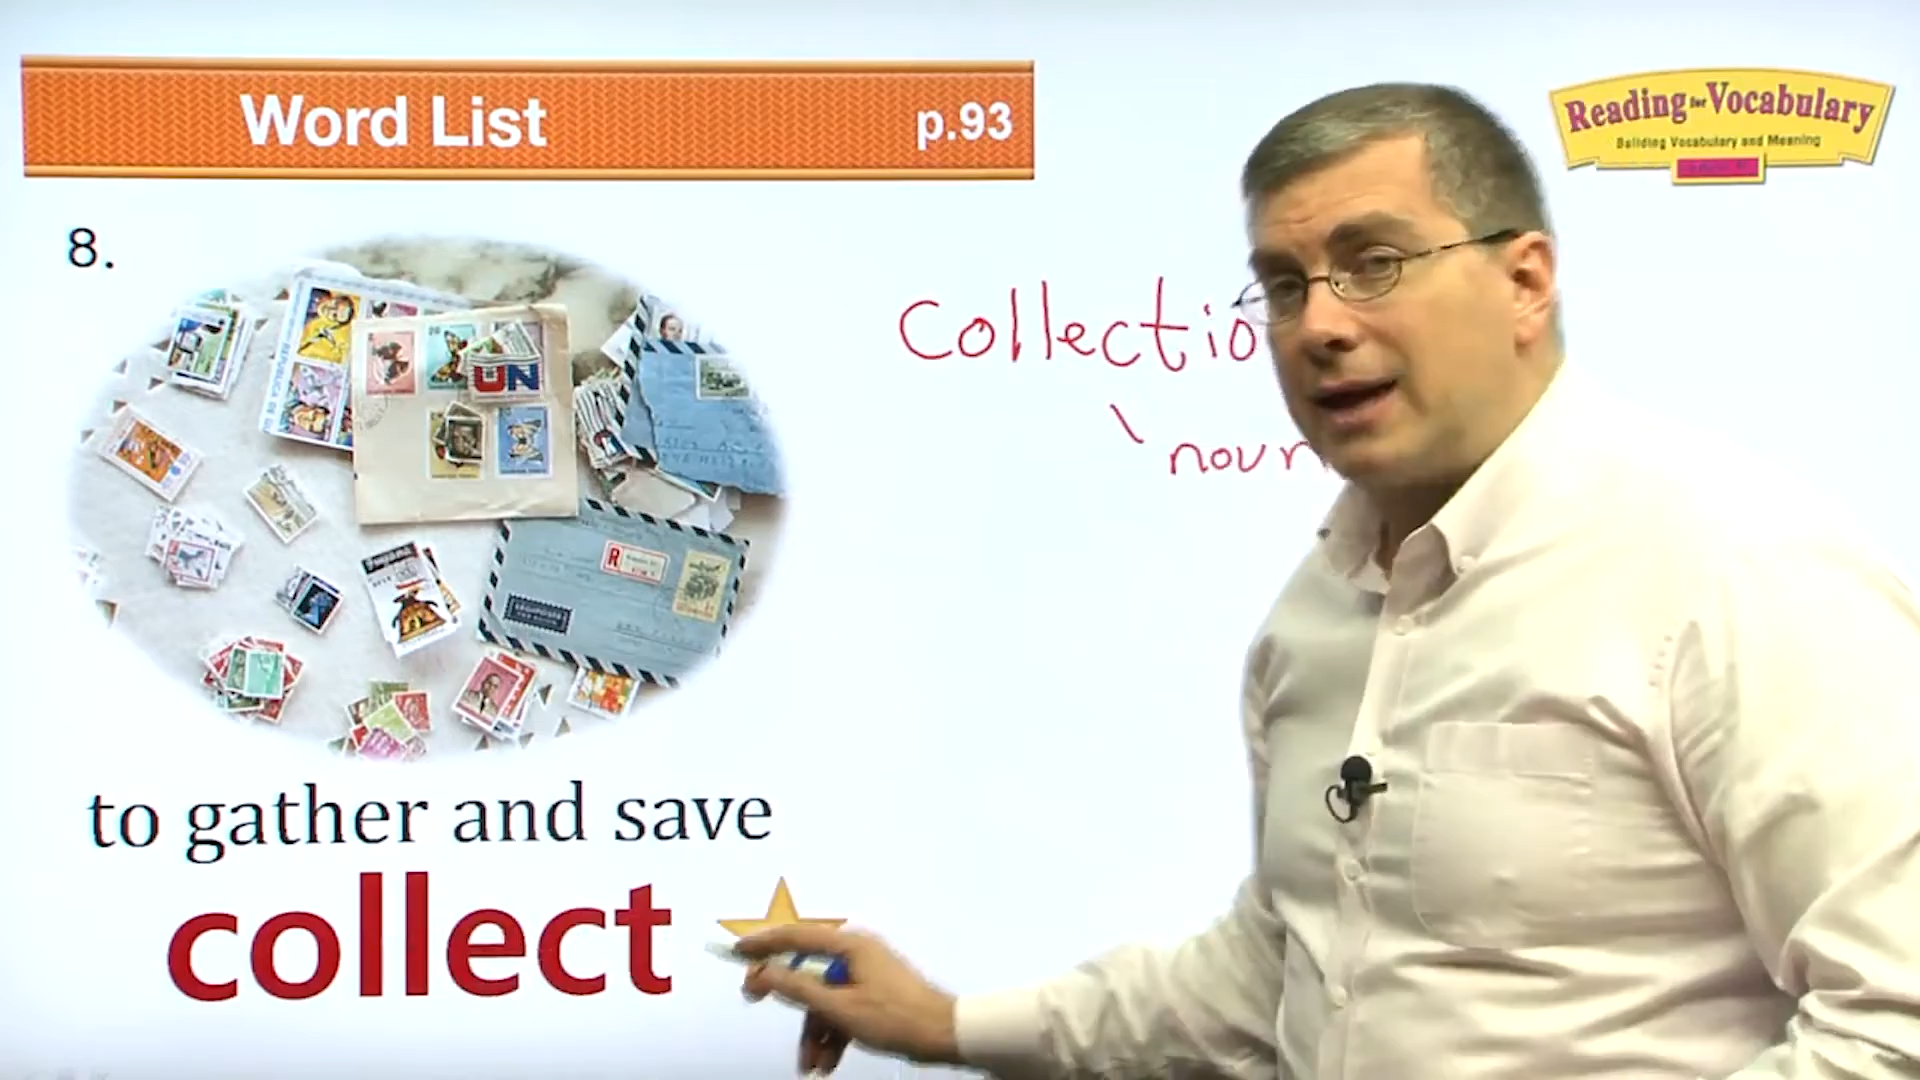 Word List p.93
Reading for Vocabulary
Building Vocabulary and Meaning
8.
UN
R
Collectio
noun
to gather and save
collect